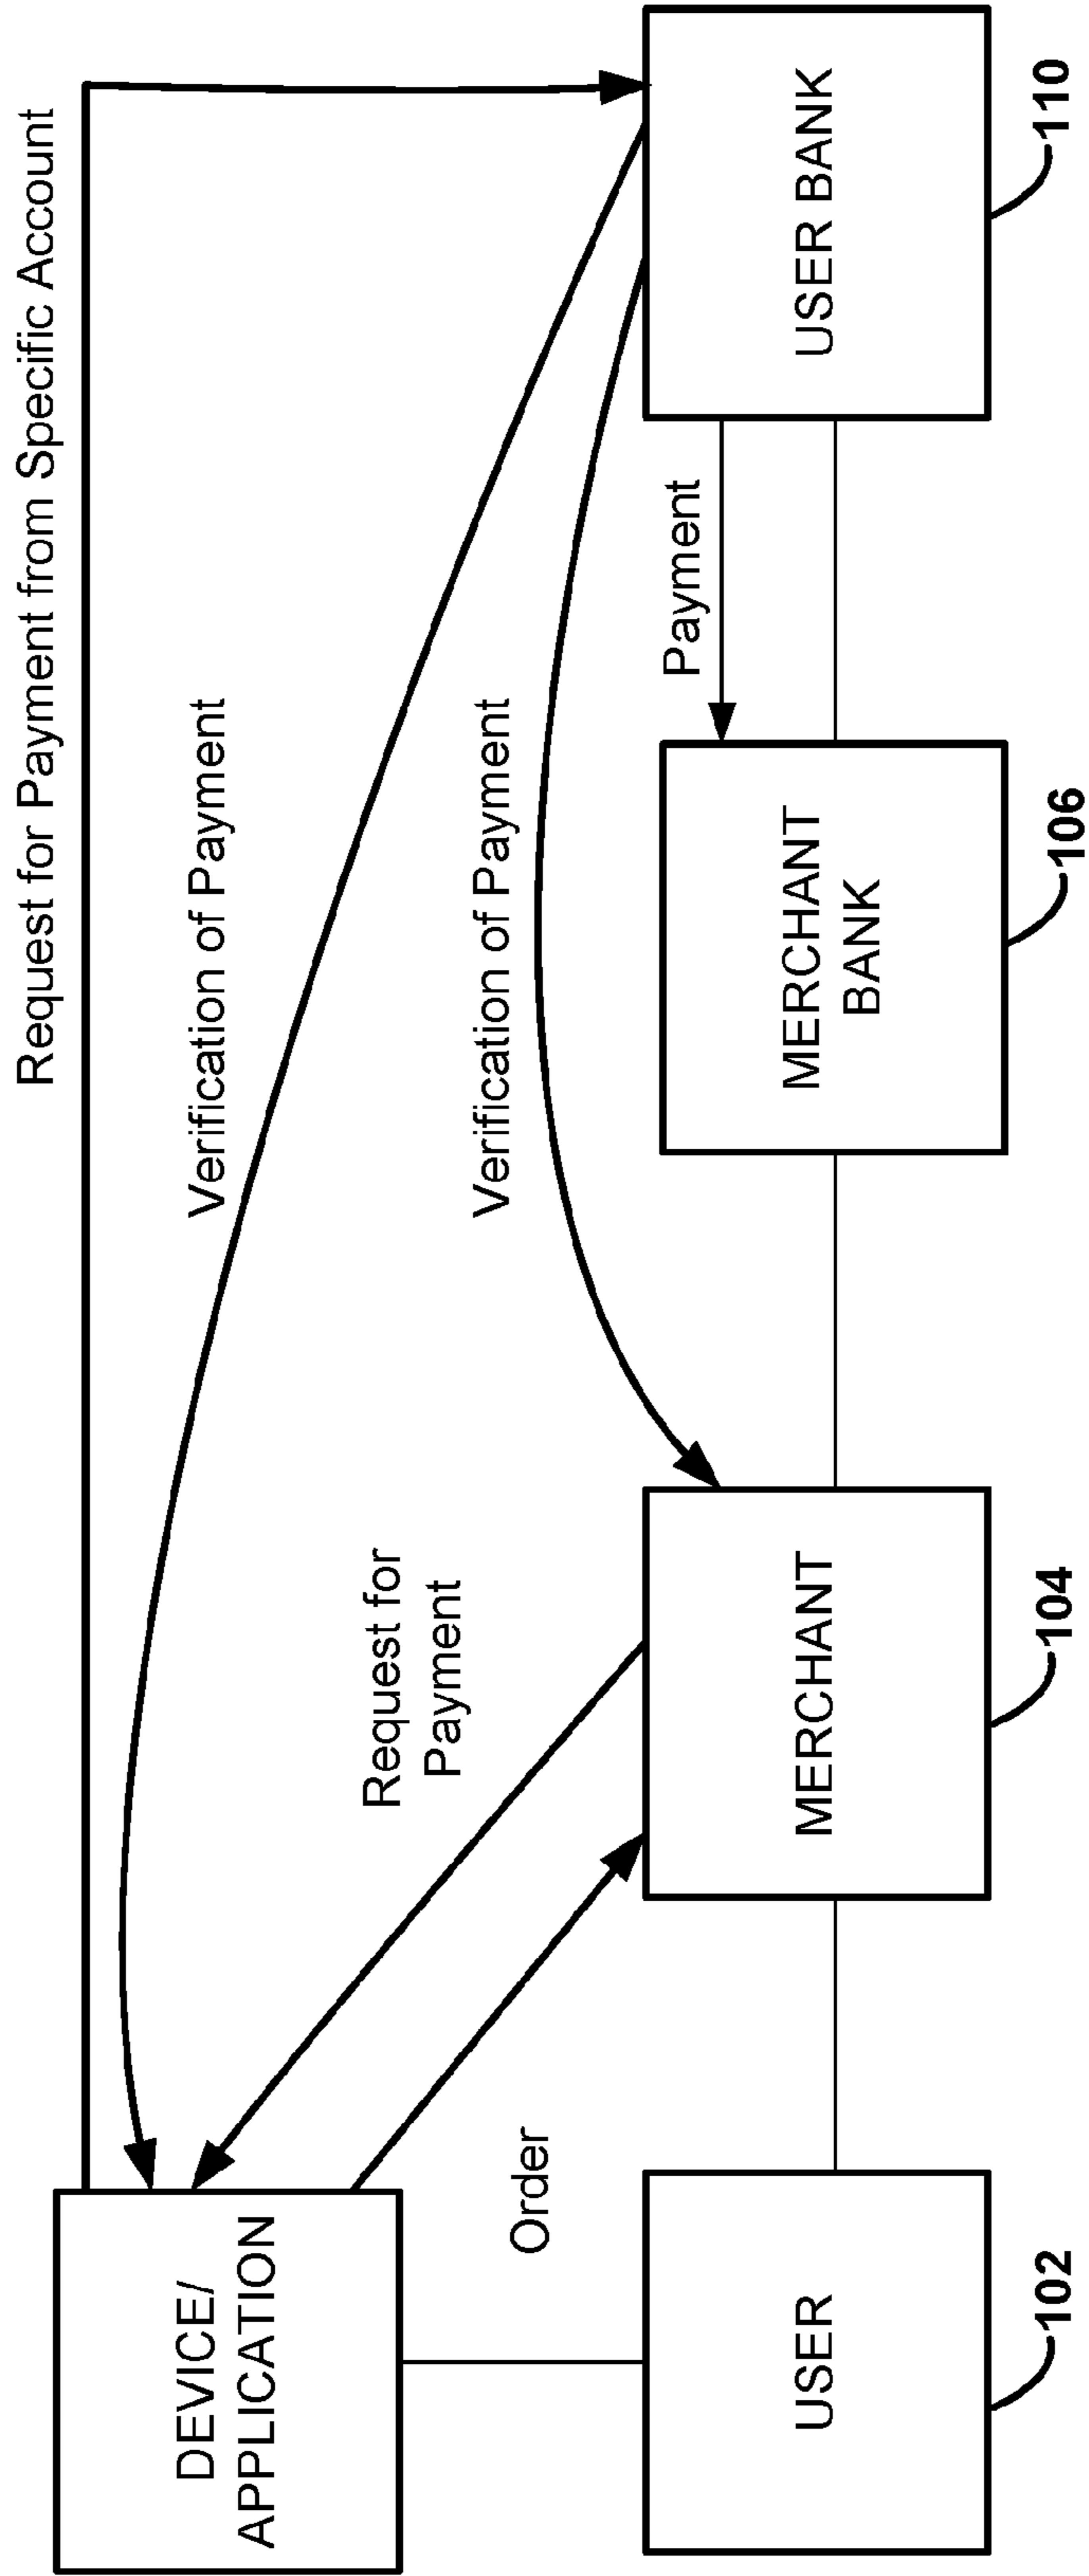 Request for Payment from Specific Account
Verification of Payment
Verification of Payment
Request for
Payment
Order
Payment
DEVICE/
APPLICATION
USER
102
MERCHANT
104
MERCHANT
BANK
106
USER BANK
110